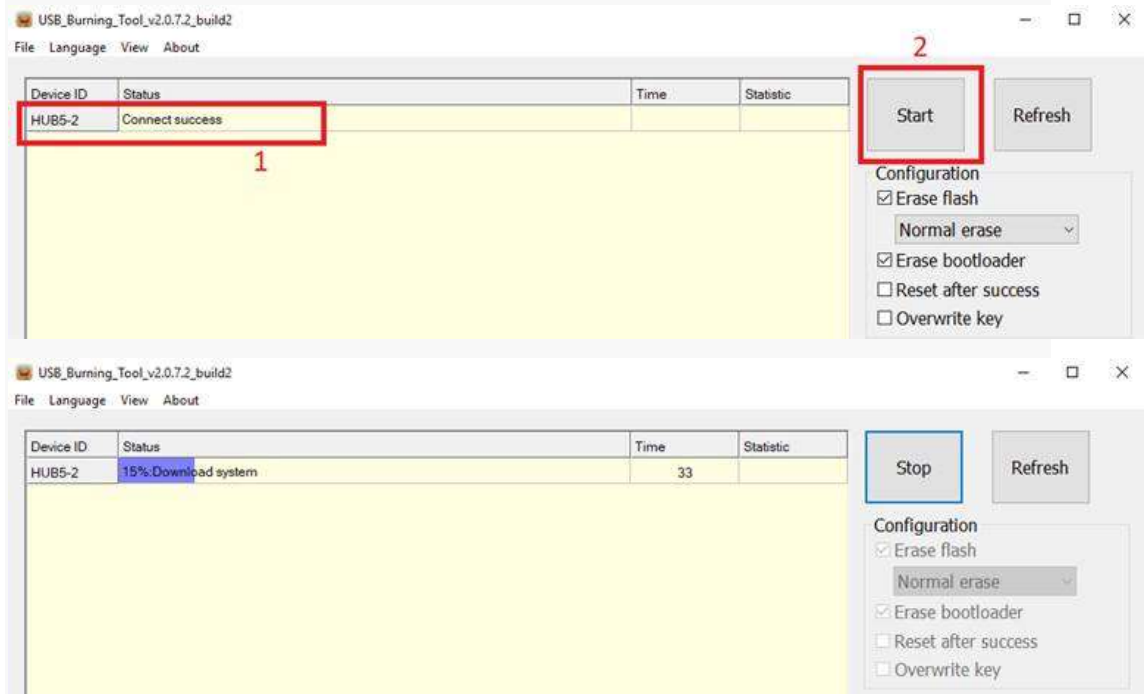 USB_Burning_Tool_v2.0.7.2_build2
File Language View About
2
Device ID Status Time Statistic
HUB5-2 Connect success
1
Start Refresh
Configuration
Erase flash
Normal erase
Erase bootloader
Reset after success
Overwrite key
USB_Burning_Tool_v2.0.7.2_build2
File Language View About
Device ID Status Time Statistic
HUB5-2 15%:Download system 33
Stop Refresh
Configuration
Erase flash
Normal erase
Erase bootloader
Reset after success
Overwrite key